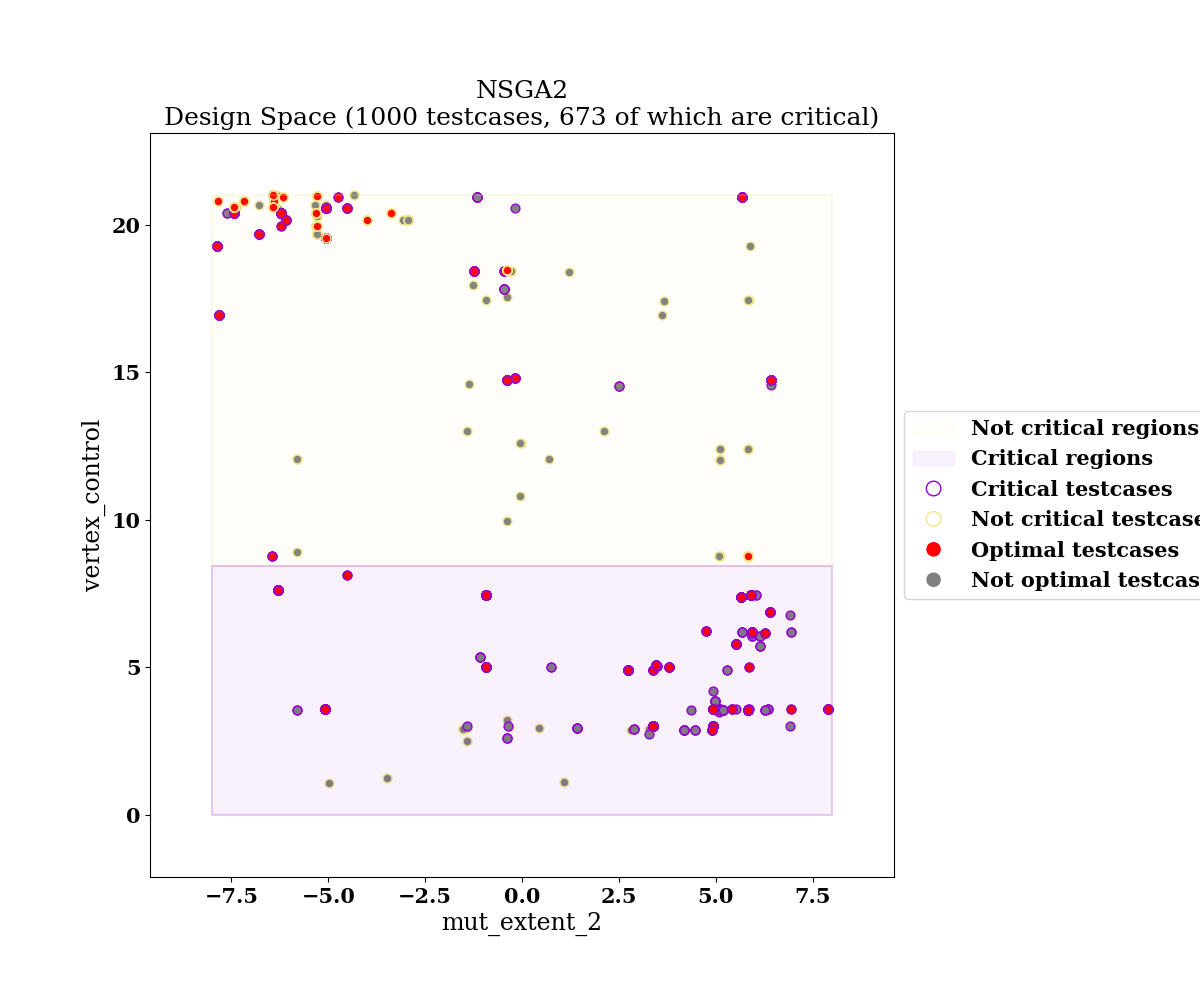 NSGA2
Design Space (1000 testcases, 673 of which are critical)
20
15
10
5
0
vertex_control
−7.5
−5.0
−2.5
0.0
2.5
5.0
7.5
mut_extent_2
Not critical regions
Critical regions
Critical testcases
Not critical testcase
Optimal testcases
Not optimal testcas